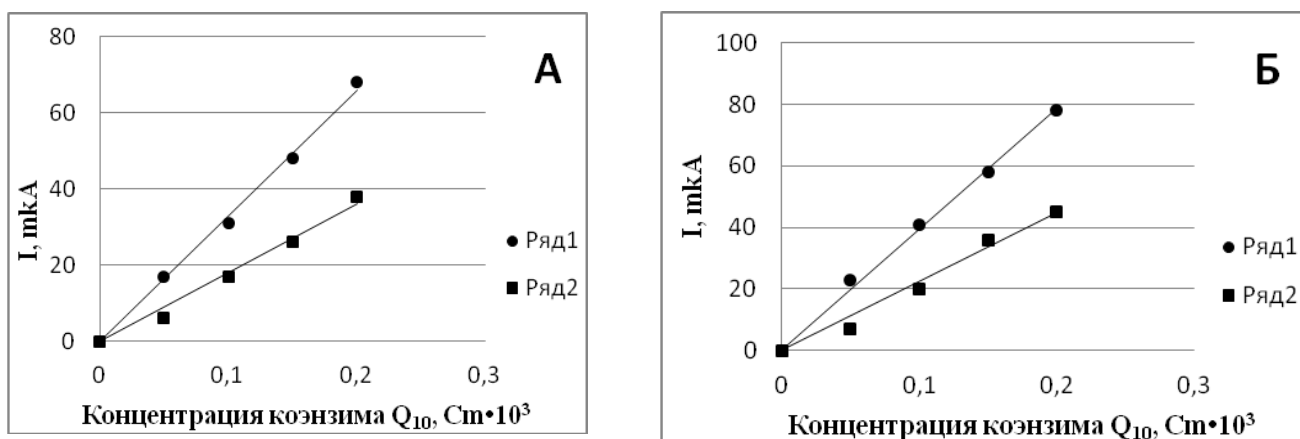 80
А
60
40
20
0
I, mkA
Ряд1
Ряд2
0 0,1 0,2 0,3
Концентрация коэнзима Q10, Cm•10³
100
Б
80
60
40
20
0
I, mkA
Ряд1
Ряд2
0 0,1 0,2 0,3
Концентрация коэнзима Q10, Cm•10³